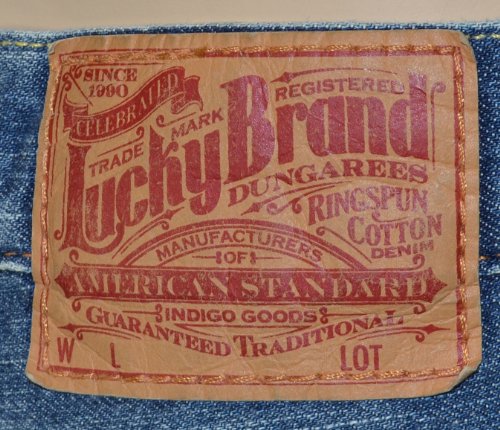 SINCE
1990
CELEBRATED
REGISTERED
TRADE MARK
Lucky Brand
DUNGAREES
RINGSPUN
COTTON
DENIM
MANUFACTURERS
OF
AMERICAN STANDARD
INDIGO GOODS
GUARANTEED TRADITIONAL
W L LOT